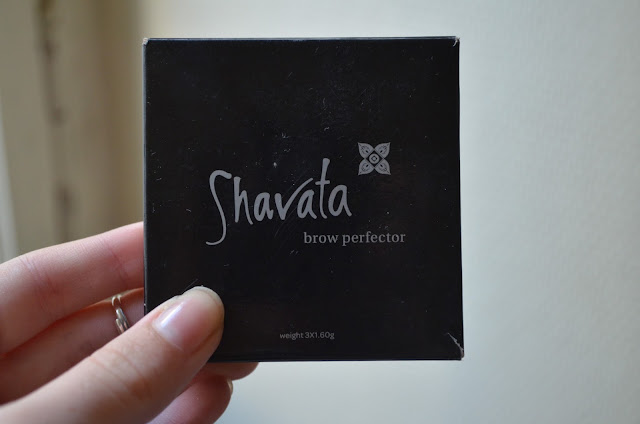 Shavata
brow perfector
weight 3X1.60g